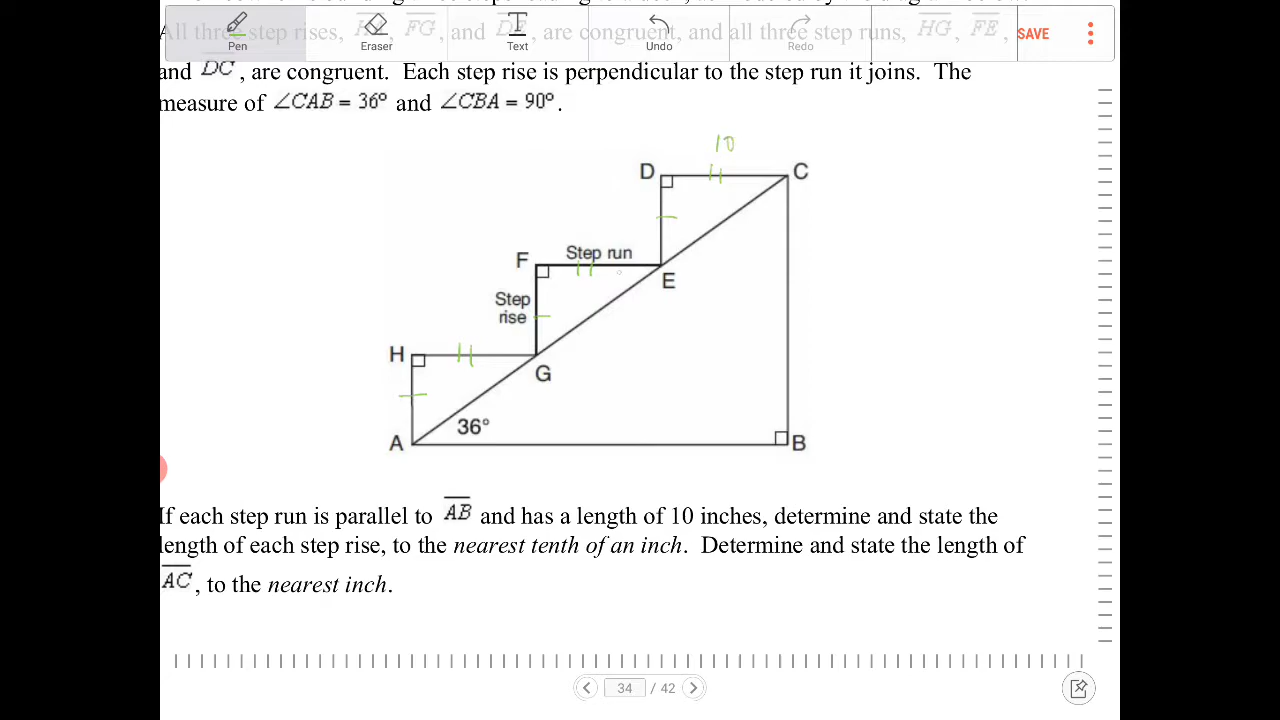 All three step rises, HA, FG, and DE, are congruent, and all three step runs, HG, FE,
Pen
Eraser
Text
Undo
Redo
SAVE
and DC, are congruent. Each step rise is perpendicular to the step run it joins. The
measure of ∠CAB = 36° and ∠CBA = 90°.
10
D
C
F
Step run
E
Step
rise
H
G
36°
A
B
If each step run is parallel to AB and has a length of 10 inches, determine and state the
length of each step rise, to the nearest tenth of an inch. Determine and state the length of
AC, to the nearest inch.
34 / 42